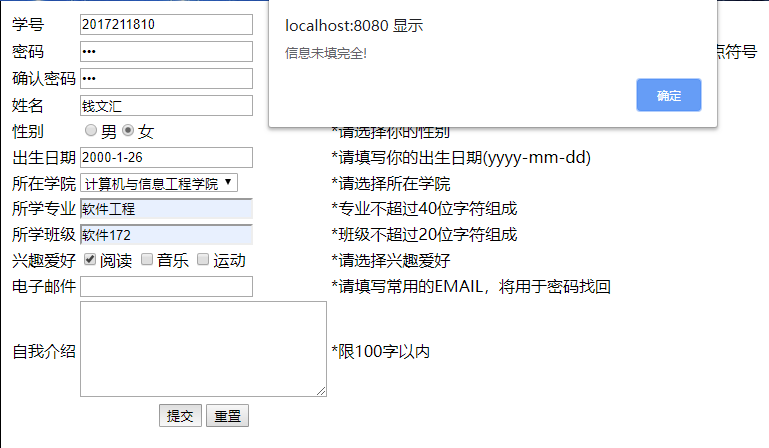 localhost:8080 显示
信息未填完全!
确定
学号 2017211810
密码 ••• 点符号
确认密码 •••
姓名 钱文汇
性别 男 女 *请选择你的性别
出生日期 2000-1-26 *请填写你的出生日期(yyyy-mm-dd)
所在学院 计算机与信息工程学院 *请选择所在学院
所学专业 软件工程 *专业不超过40位字符组成
所学班级 软件172 *班级不超过20位字符组成
兴趣爱好 阅读 音乐 运动 *请选择兴趣爱好
电子邮件 *请填写常用的EMAIL，将用于密码找回
自我介绍 *限100字以内
提交 重置